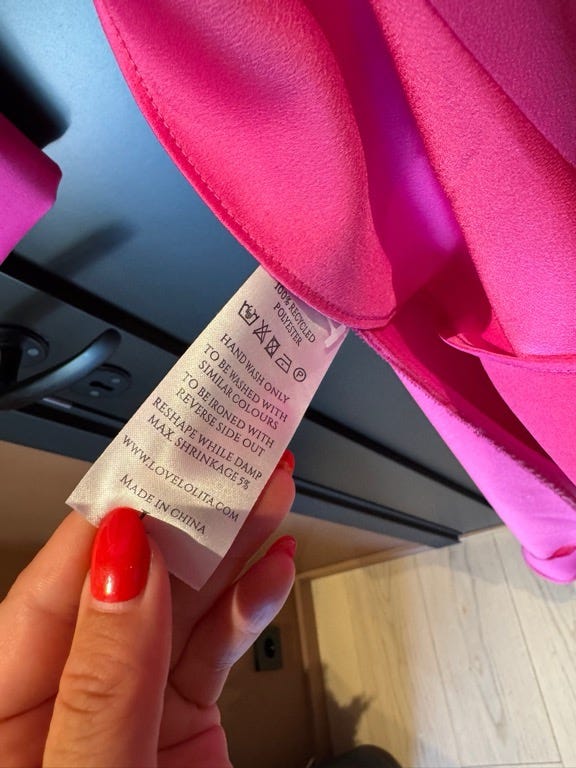 100% RECYCLED
POLYESTER
HAND WASH ONLY
TO BE WASHED WITH
SIMILAR COLOURS
TO BE IRONED WITH
REVERSE SIDE OUT
RESHAPE WHILE DAMP
MAX. SHRINKAGE 5%
WWW.LOVELOLITA.COM
MADE IN CHINA